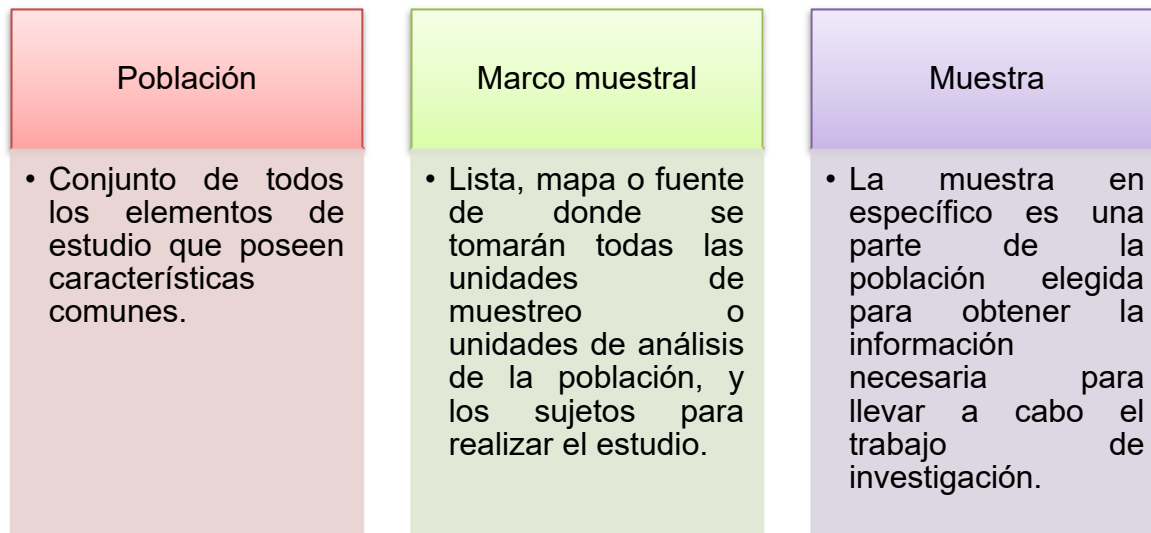 Población
• Conjunto de todos
los elementos de
estudio que poseen
características
comunes.
Marco muestral
• Lista, mapa o fuente
de donde se
tomarán todas las
unidades de
muestreo o
unidades de análisis
de la población, y
los sujetos para
realizar el estudio.
Muestra
• La muestra en
específico es una
parte de la
población elegida
para obtener la
información
necesaria para
llevar a cabo el
trabajo de
investigación.